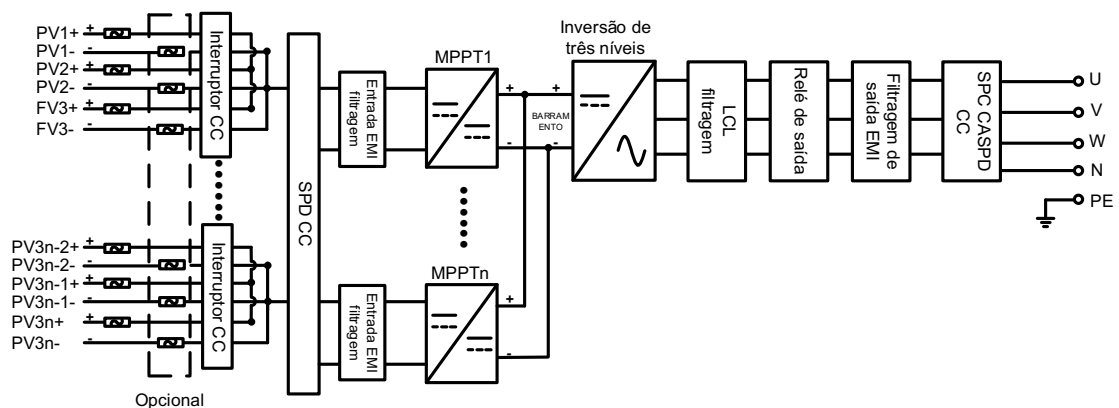 PV1+
PV1-
PV2+
PV2-
FV3+
FV3-
+
-
+
-
+
-
Interruptor CC
PV3n-2+
PV3n-2-
PV3n-1+
PV3n-1-
PV3n+
PV3n-
+
-
+
-
+
-
Interruptor CC
Opcional
SPD CC
Entrada EMI
filtragem
Entrada EMI
filtragem
MPPT1
MPPTn
+
-
+
-
+
-
BARRAM
ENTO
Inversão de
três níveis
LCL
filtragem
Relé de saída
Filtragem de
saída EMI
SPC CASPD
CC
U
V
W
N
PE